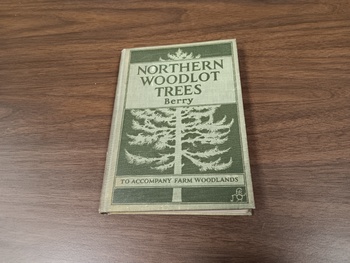 NORTHERN
WOODLOT
TREES
Berry
TO ACCOMPANY FARM WOODLANDS